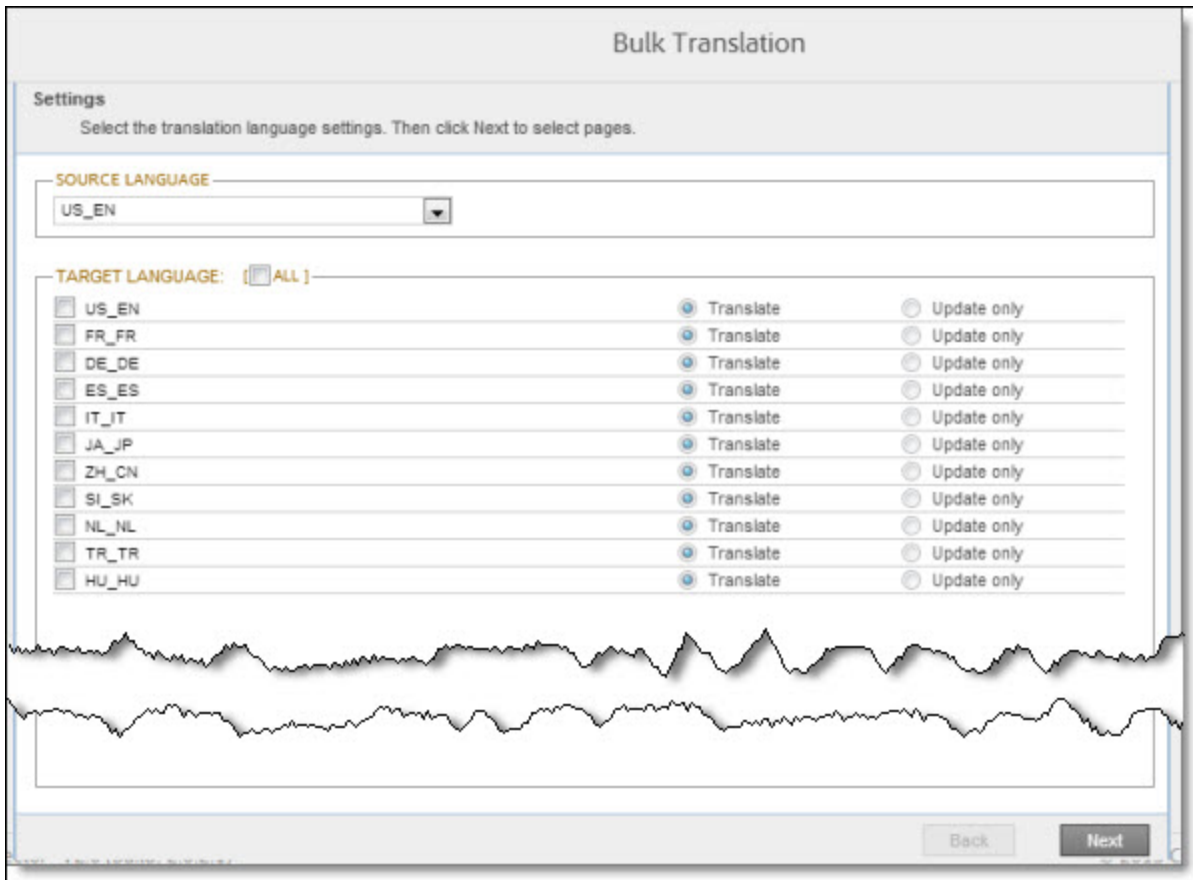 Bulk Translation
Settings
Select the translation language settings. Then click Next to select pages.
SOURCE LANGUAGE
US_EN
TARGET LANGUAGE: [ ALL ]
US_EN Translate Update only
FR_FR Translate Update only
DE_DE Translate Update only
ES_ES Translate Update only
IT_IT Translate Update only
JA_JP Translate Update only
ZH_CN Translate Update only
SI_SK Translate Update only
NL_NL Translate Update only
TR_TR Translate Update only
HU_HU Translate Update only
Back Next